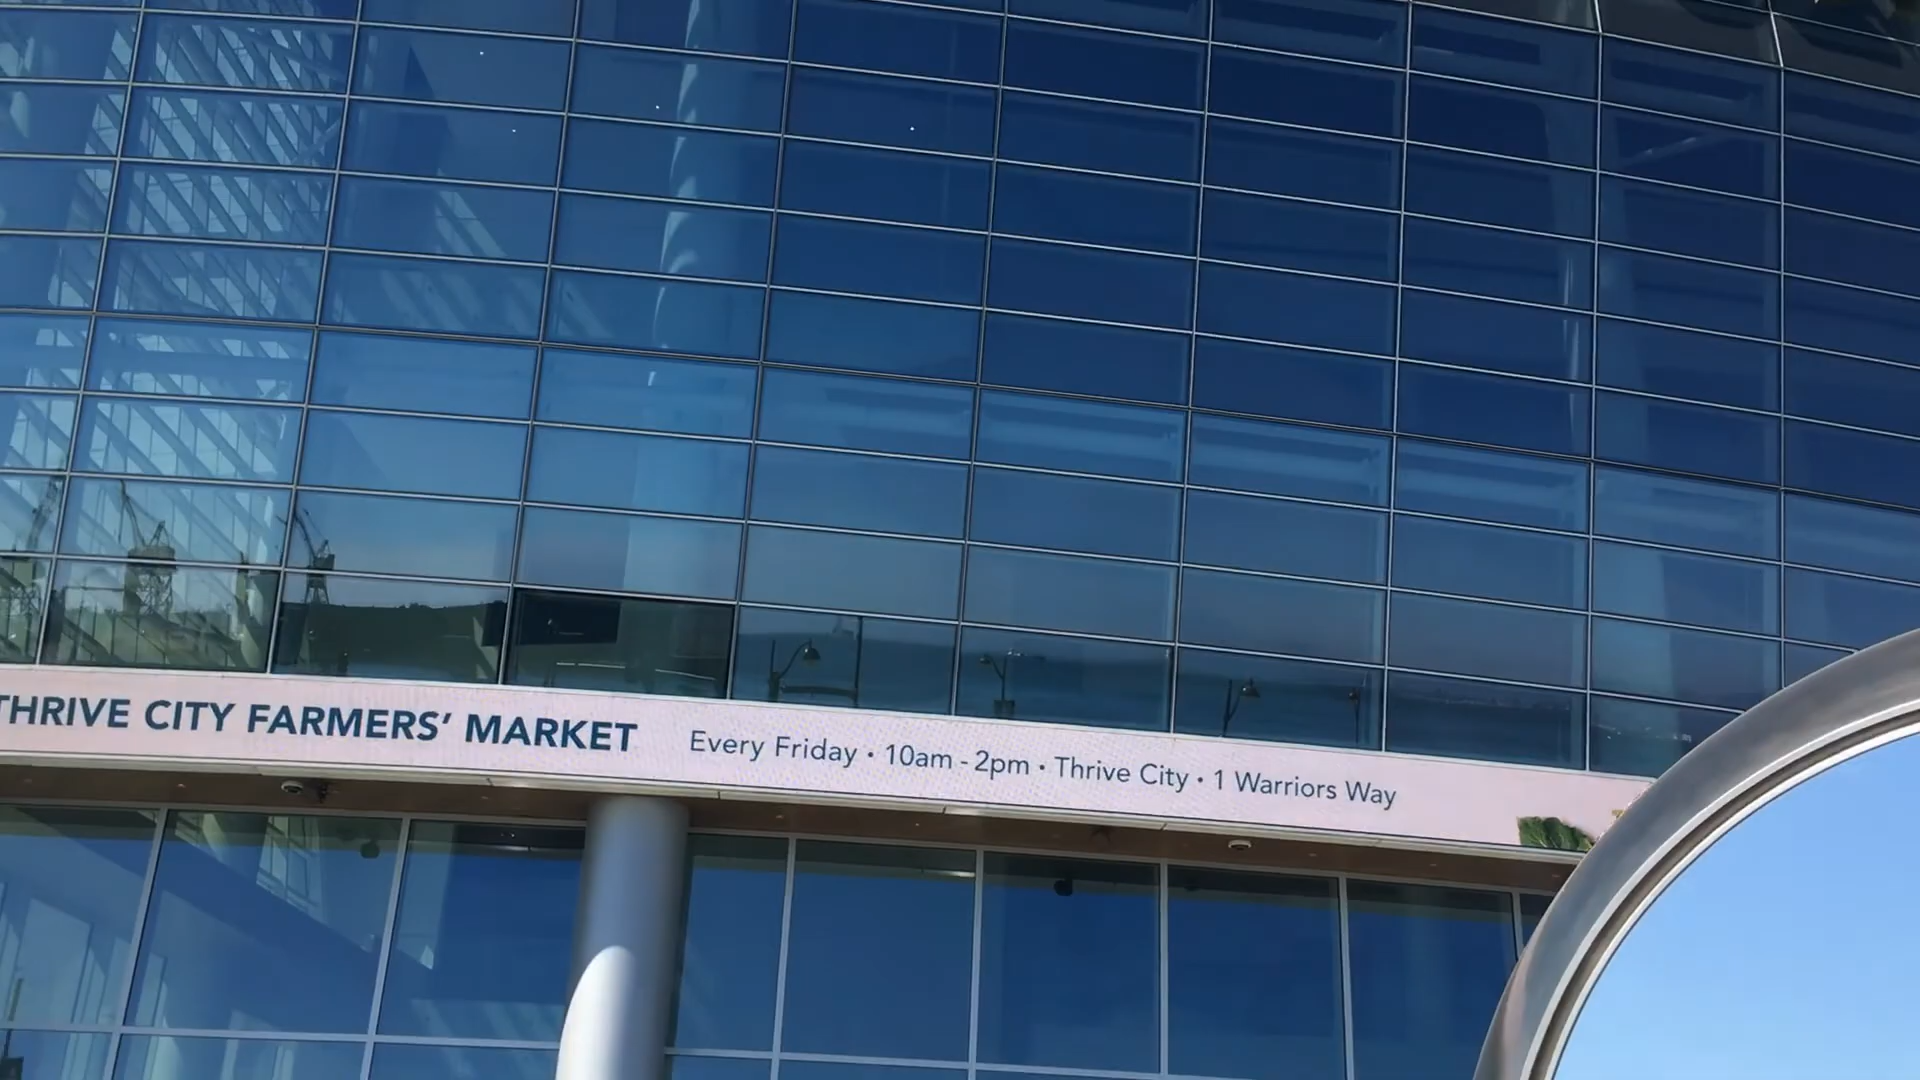 THRIVE CITY FARMERS’ MARKET Every Friday • 10am - 2pm • Thrive City • 1 Warriors Way